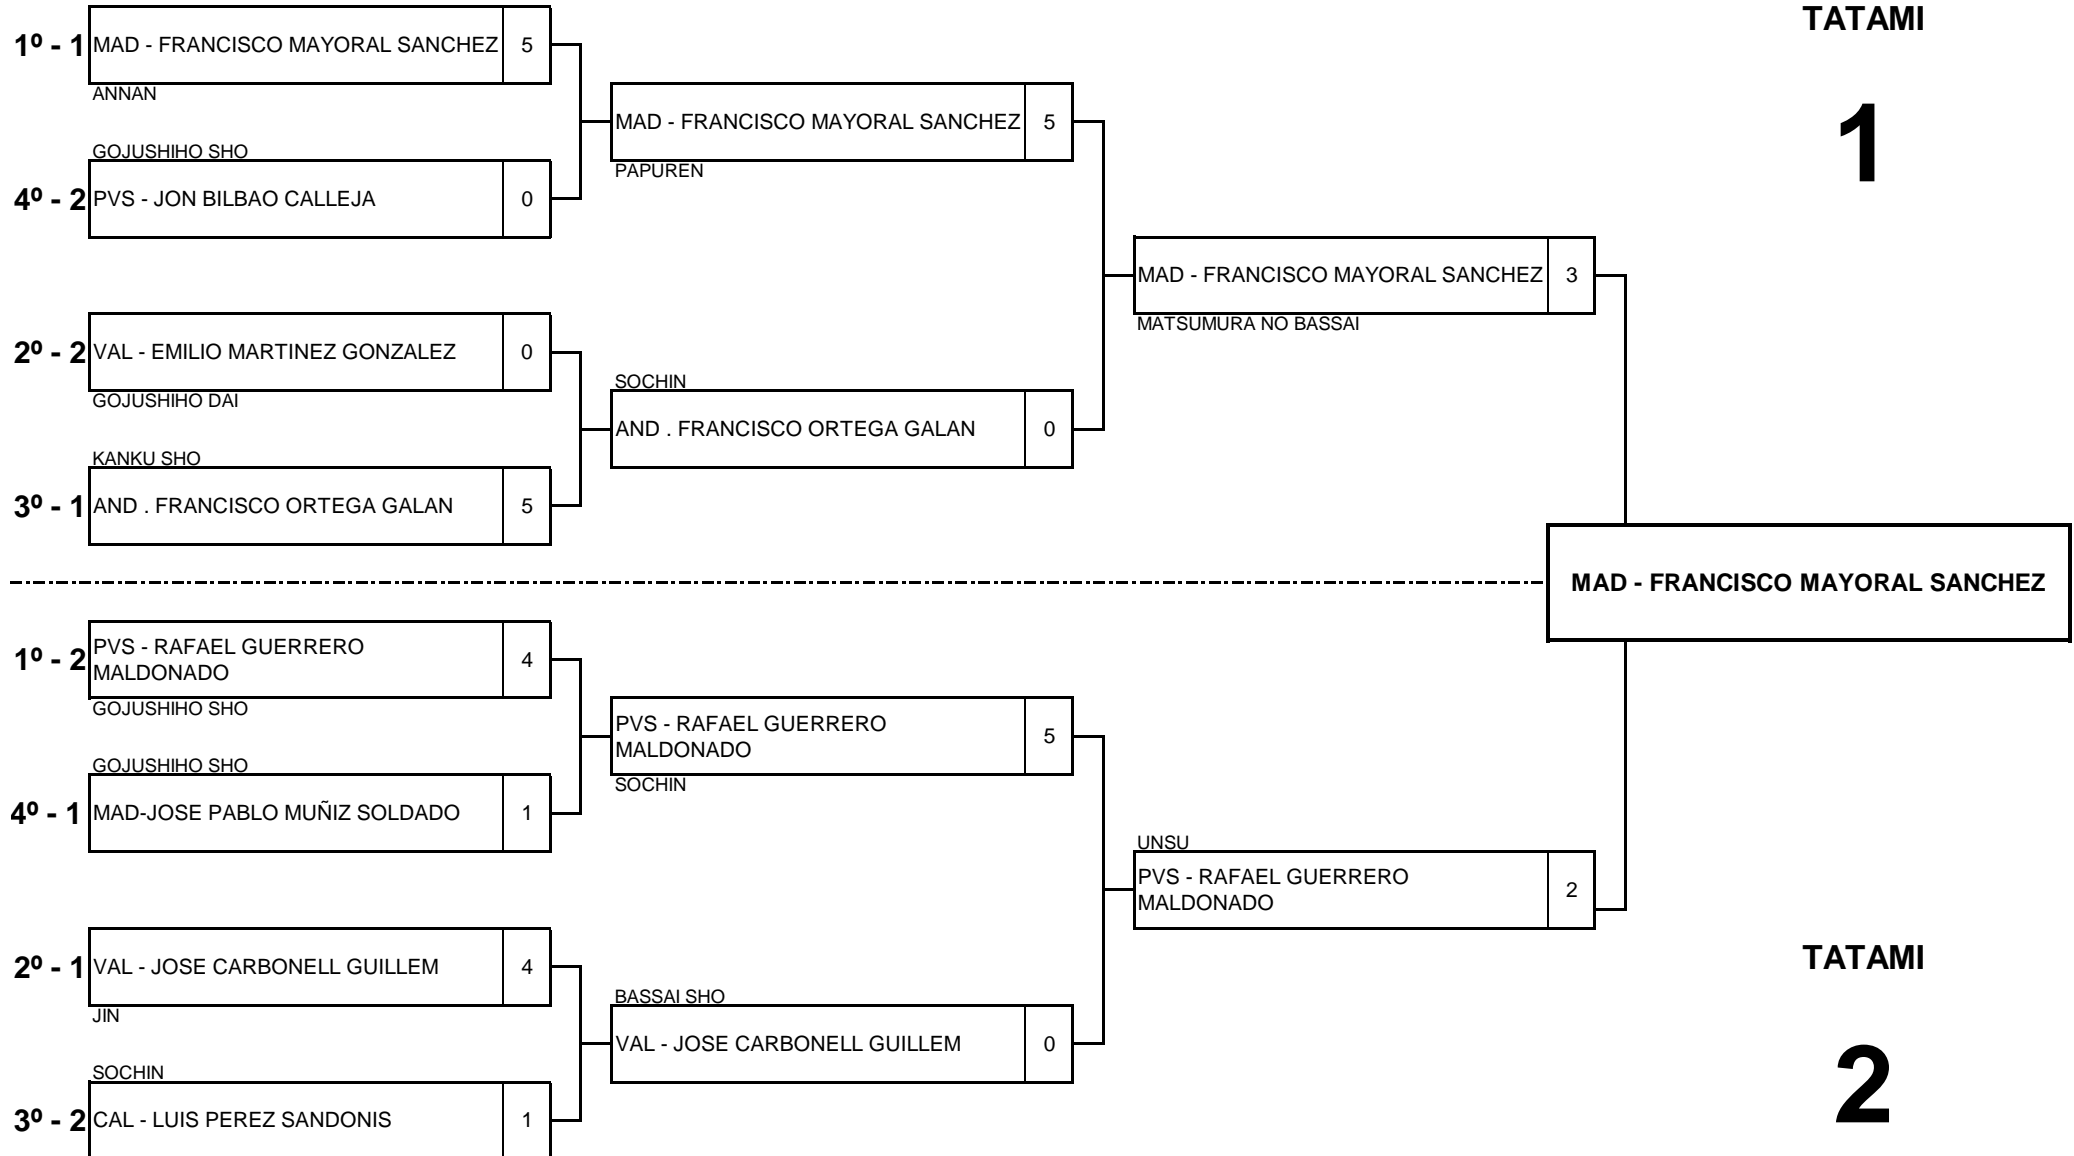 TATAMI
1
1º - 1
MAD - FRANCISCO MAYORAL SANCHEZ
5
ANNAN
GOJUSHIHO SHO
4º - 2
PVS - JON BILBAO CALLEJA
0
MAD - FRANCISCO MAYORAL SANCHEZ
5
PAPUREN
2º - 2
VAL - EMILIO MARTINEZ GONZALEZ
0
GOJUSHIHO DAI
KANKU SHO
3º - 1
AND . FRANCISCO ORTEGA GALAN
5
SOCHIN
AND . FRANCISCO ORTEGA GALAN
0
MAD - FRANCISCO MAYORAL SANCHEZ
3
MATSUMURA NO BASSAI
MAD - FRANCISCO MAYORAL SANCHEZ
1º - 2
PVS - RAFAEL GUERRERO
MALDONADO
4
GOJUSHIHO SHO
GOJUSHIHO SHO
4º - 1
MAD-JOSE PABLO MUÑIZ SOLDADO
1
PVS - RAFAEL GUERRERO
MALDONADO
5
SOCHIN
2º - 1
VAL - JOSE CARBONELL GUILLEM
4
JIN
SOCHIN
3º - 2
CAL - LUIS PEREZ SANDONIS
1
BASSAI SHO
VAL - JOSE CARBONELL GUILLEM
0
UNSU
PVS - RAFAEL GUERRERO
MALDONADO
2
TATAMI
2